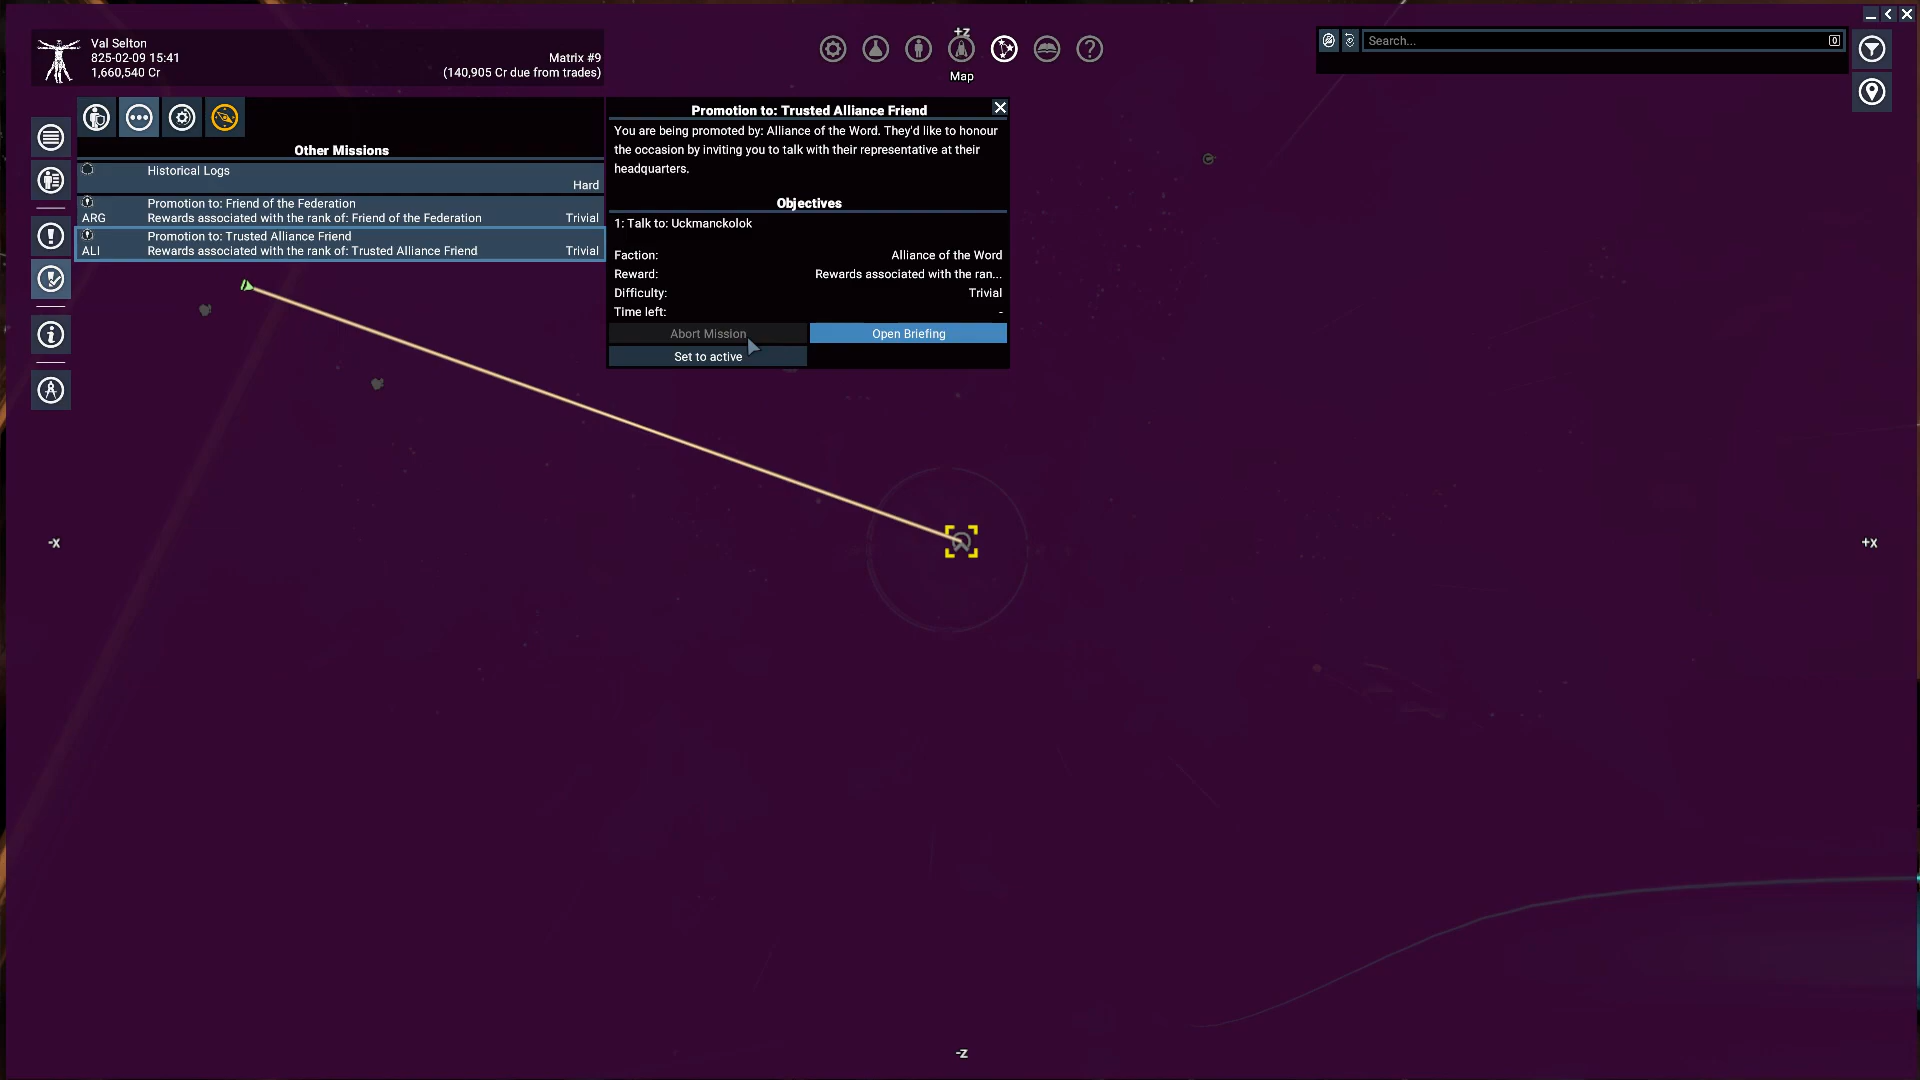 Val Selton
825-02-09 15:41
1,660,540 Cr
Matrix #9
(140,905 Cr due from trades)
+Z
Map
Search...
0
Other Missions
Historical Logs
Hard
Promotion to: Friend of the Federation
ARG Rewards associated with the rank of: Friend of the Federation Trivial
Promotion to: Trusted Alliance Friend
ALI Rewards associated with the rank of: Trusted Alliance Friend Trivial
Promotion to: Trusted Alliance Friend
You are being promoted by: Alliance of the Word. They'd like to honour
the occasion by inviting you to talk with their representative at their
headquarters.
Objectives
1: Talk to: Uckmanckolok
Faction: Alliance of the Word
Reward: Rewards associated with the ran...
Difficulty: Trivial
Time left: -
Abort Mission Open Briefing
Set to active
-X
+X
-Z